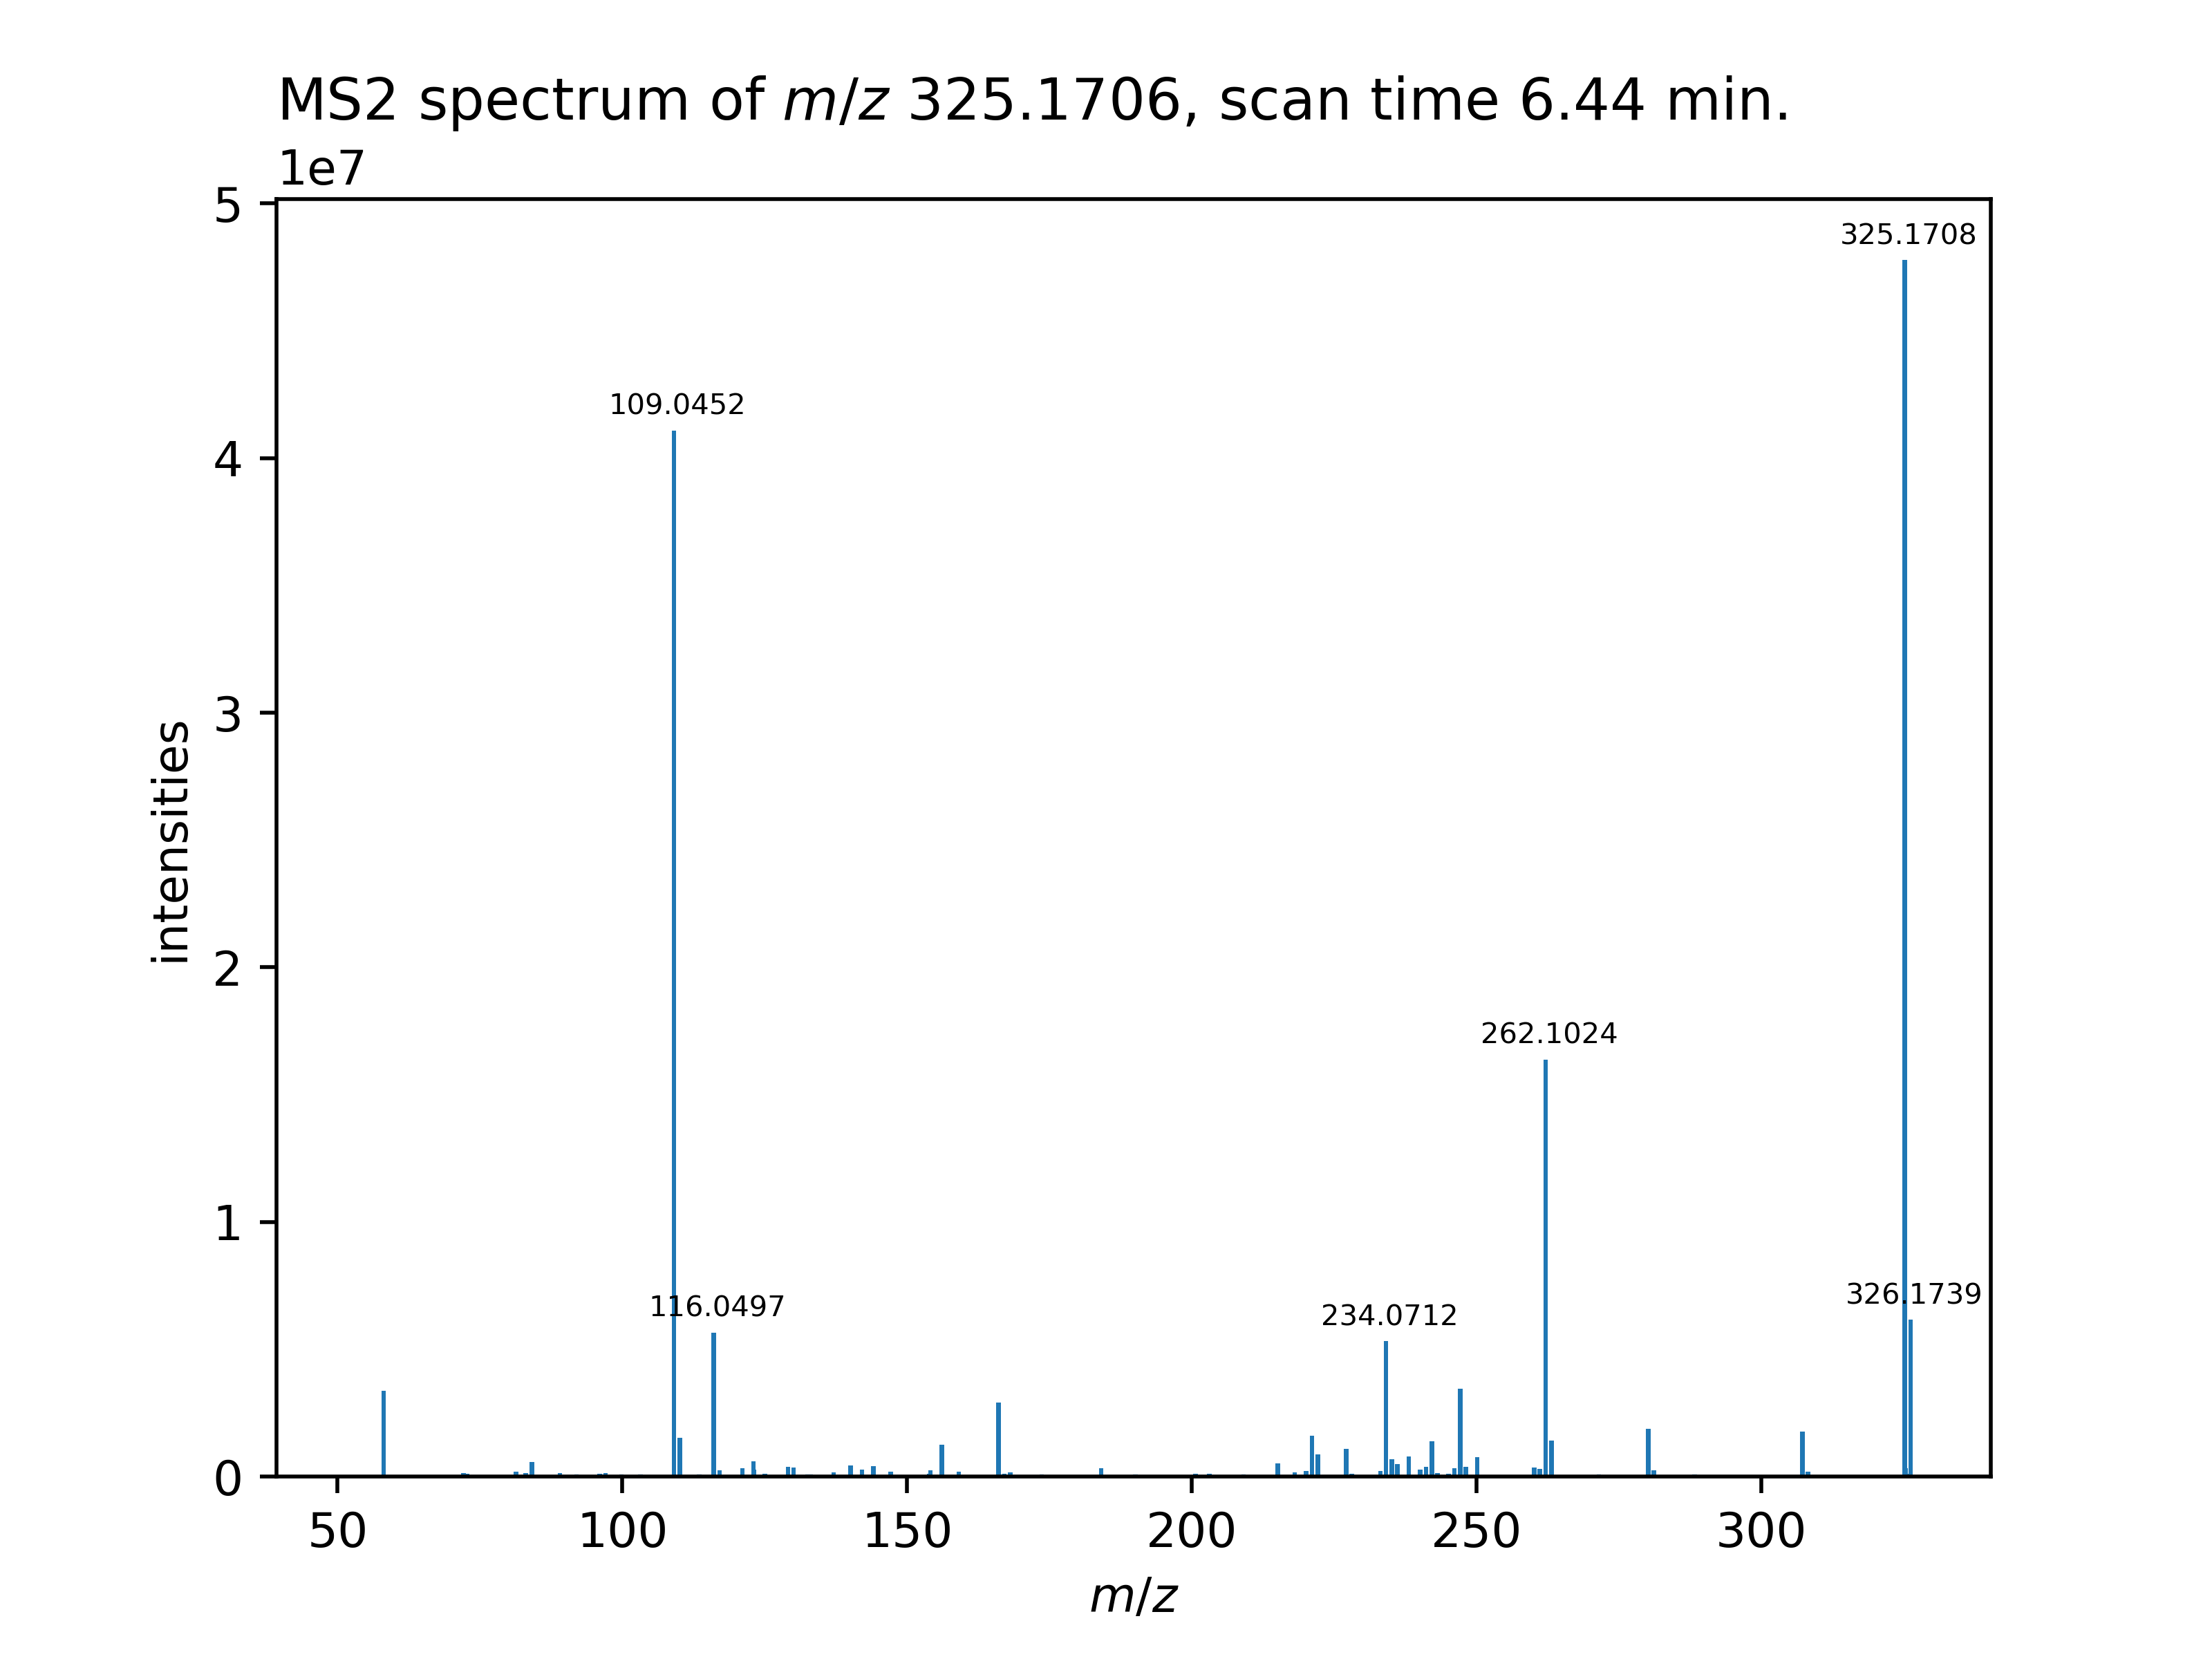 MS2 spectrum of m/z 325.1706, scan time 6.44 min.
1e7
5
325.1708
109.0452
4
3
intensities
2
262.1024
1
116.0497
234.0712
326.1739
0
50 100 150 200 250 300
m/z